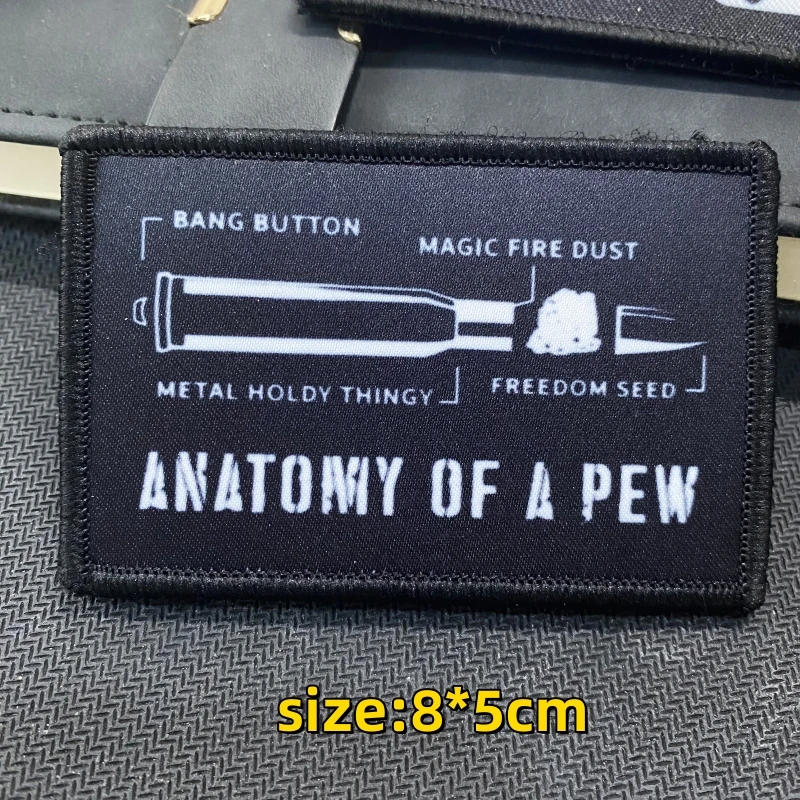 BANG BUTTON
MAGIC FIRE DUST
METAL HOLDY THINGY
FREEDOM SEED
ANATOMY OF A PEW
size:8*5cm